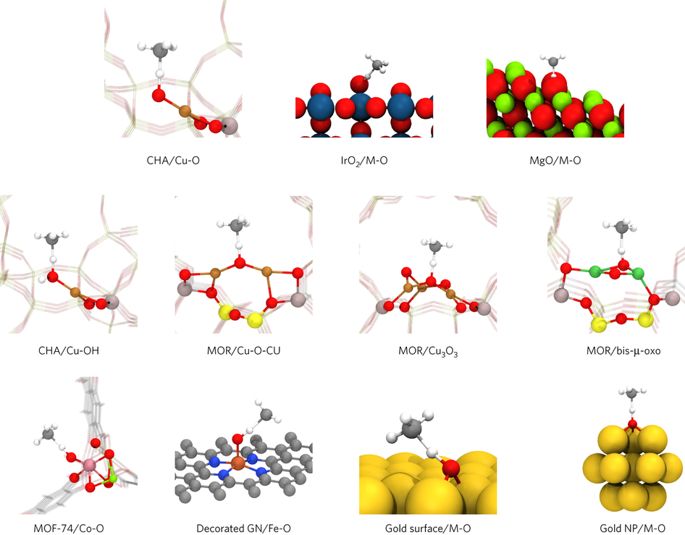 CHA/Cu-O
IrO₂/M-O
MgO/M-O
CHA/Cu-OH
MOR/Cu-O-CU
MOR/Cu₃O₃
MOR/bis-μ-oxo
MOF-74/Co-O
Decorated GN/Fe-O
Gold surface/M-O
Gold NP/M-O